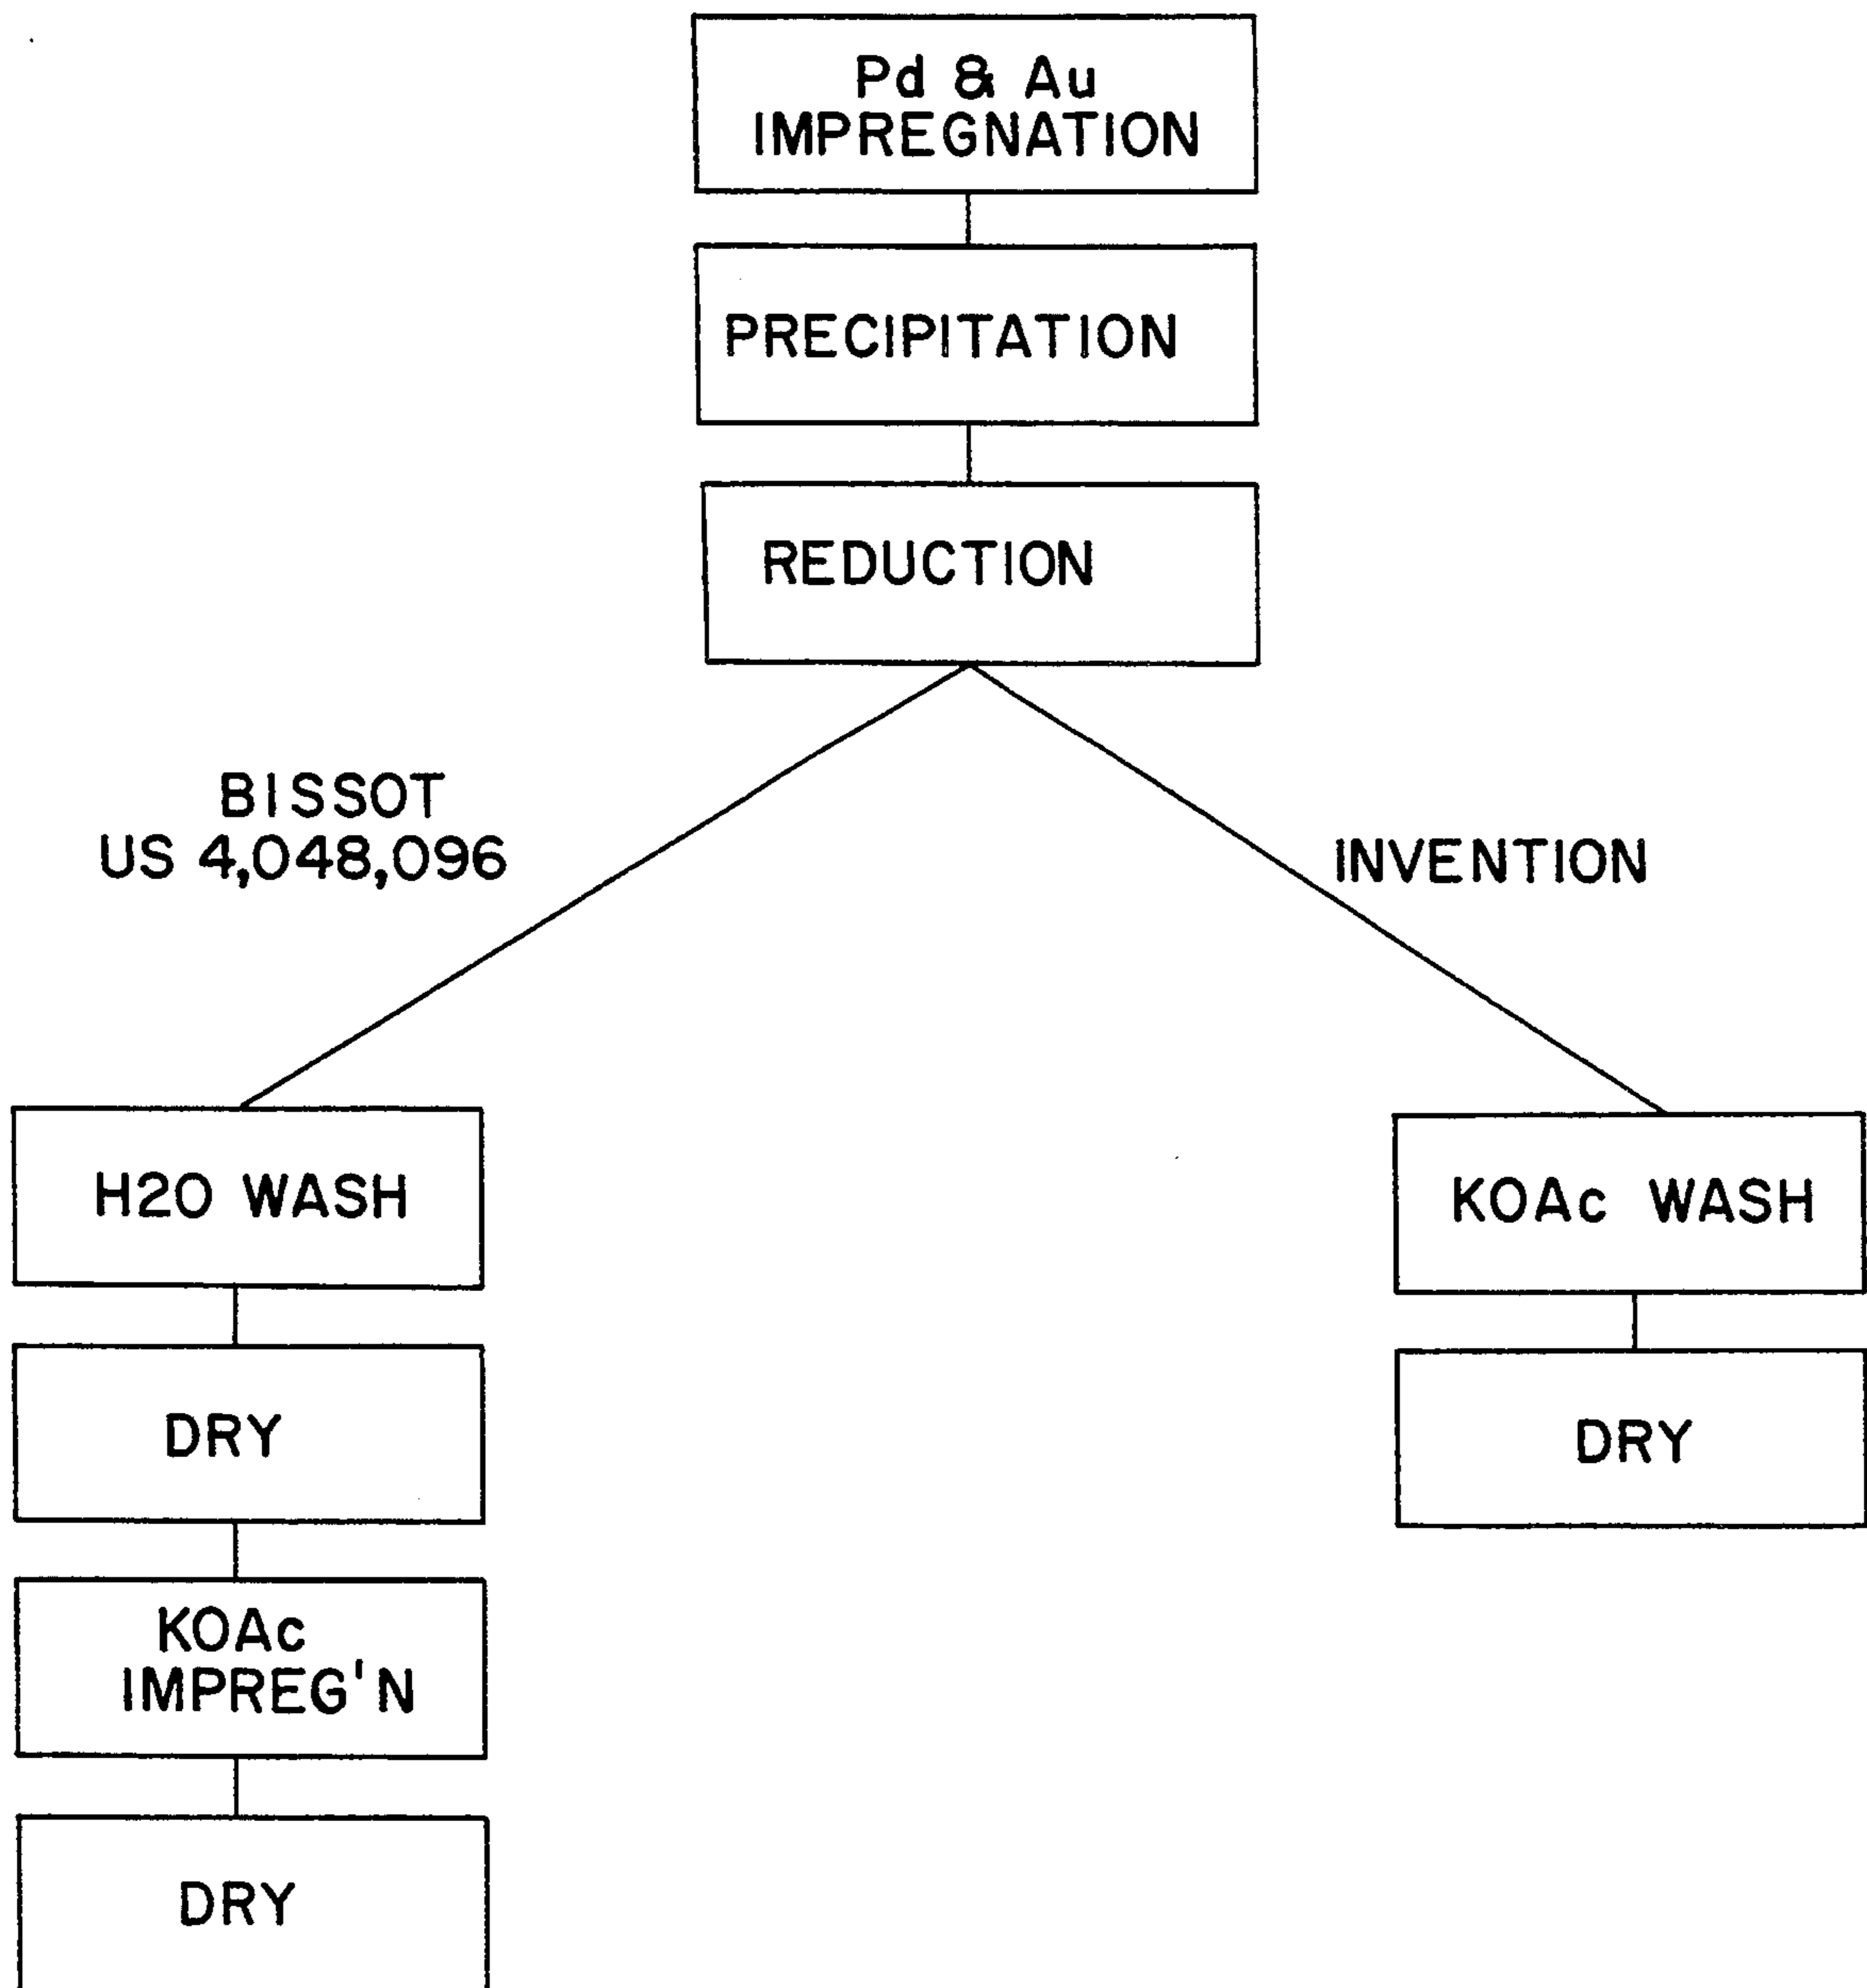 Pd & Au
IMPREGNATION
PRECIPITATION
REDUCTION
BISSOT
US 4,048,096
INVENTION
H2O WASH
DRY
KOAc
IMPREG'N
DRY
KOAc WASH
DRY